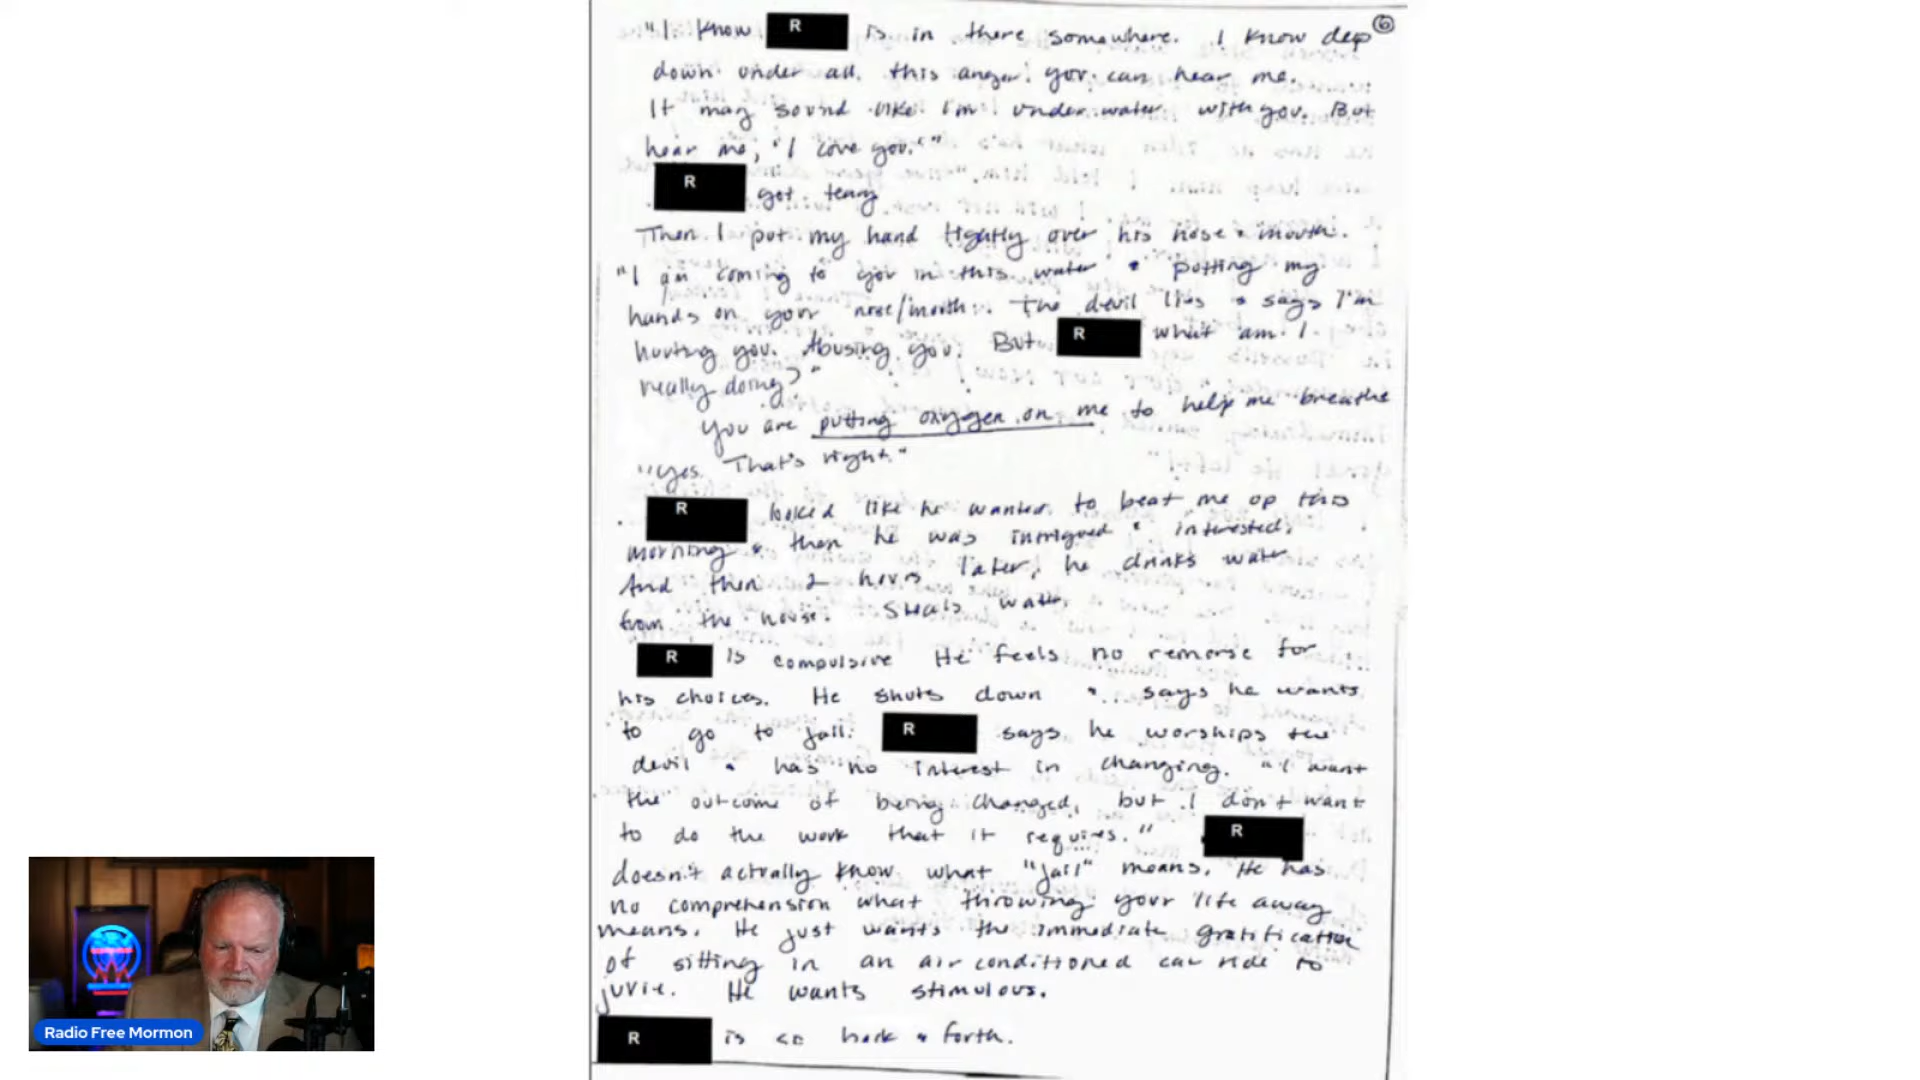 "I know R is in there somewhere. I know deep 6
down under all this anger you can hear me.
It may sound like I'm under water with you. But
hear me, "I love you.""
R got teary
Then I put my hand tightly over his nose & mouth.
"I am coming to you in this water & putting my
hands on your nose/mouth. The devil lies & says I'm
hurting you. Abusing you. But R what am I
really doing?"
You are putting oxygen on me to help me breathe
"Yes. That's right."
R looked like he wanted to beat me up this
morning & then he was intrigued & interested.
And then 2 hours later, he drinks water
from the house. Steals water.
R is compulsive He feels no remorse for
his choices. He shuts down & says he wants
to go to jail. R says he worships the
devil & has no interest in changing. "I want
the outcome of being changed, but I don't want
to do the work that it requires." R
doesn't actually know what "jail" means. He has
no comprehension what throwing your life away
means. He just wants the immediate gratification
of sitting in an air conditioned car ride to
juvie. He wants stimulous.
R is so back & forth.
Radio Free Mormon